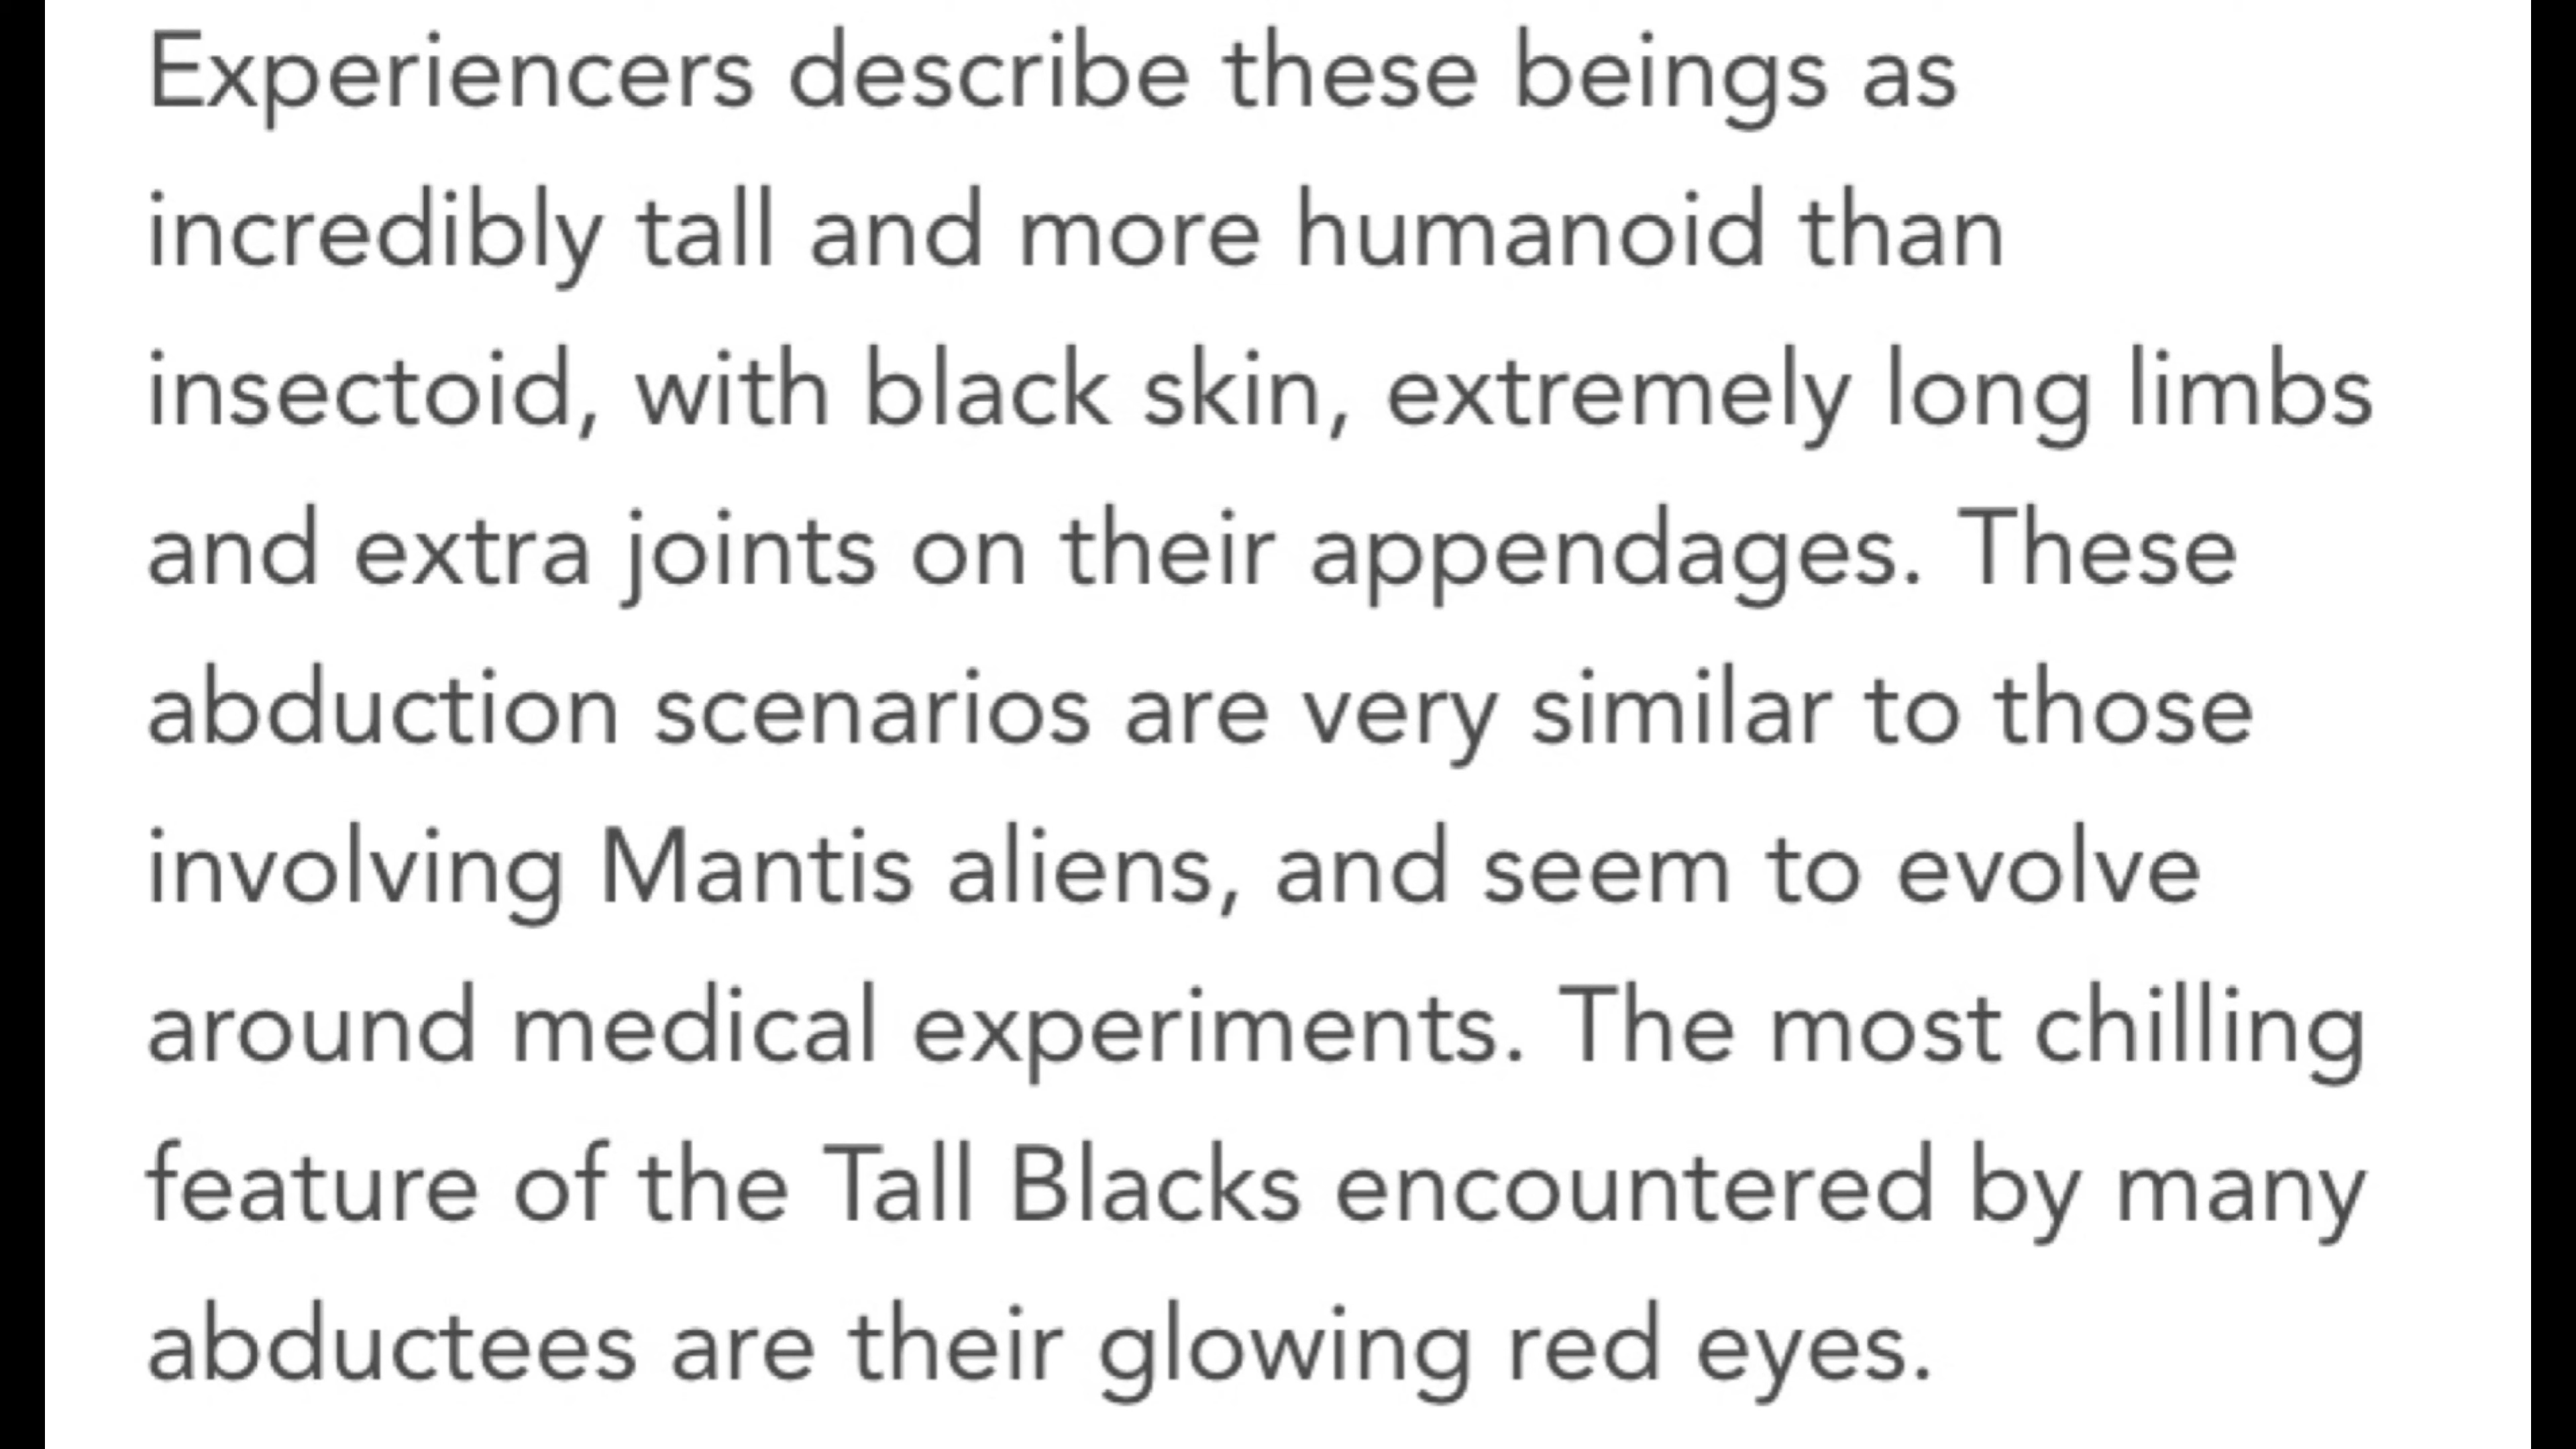 Experiencers describe these beings as
incredibly tall and more humanoid than
insectoid, with black skin, extremely long limbs
and extra joints on their appendages. These
abduction scenarios are very similar to those
involving Mantis aliens, and seem to evolve
around medical experiments. The most chilling
feature of the Tall Blacks encountered by many
abductees are their glowing red eyes.